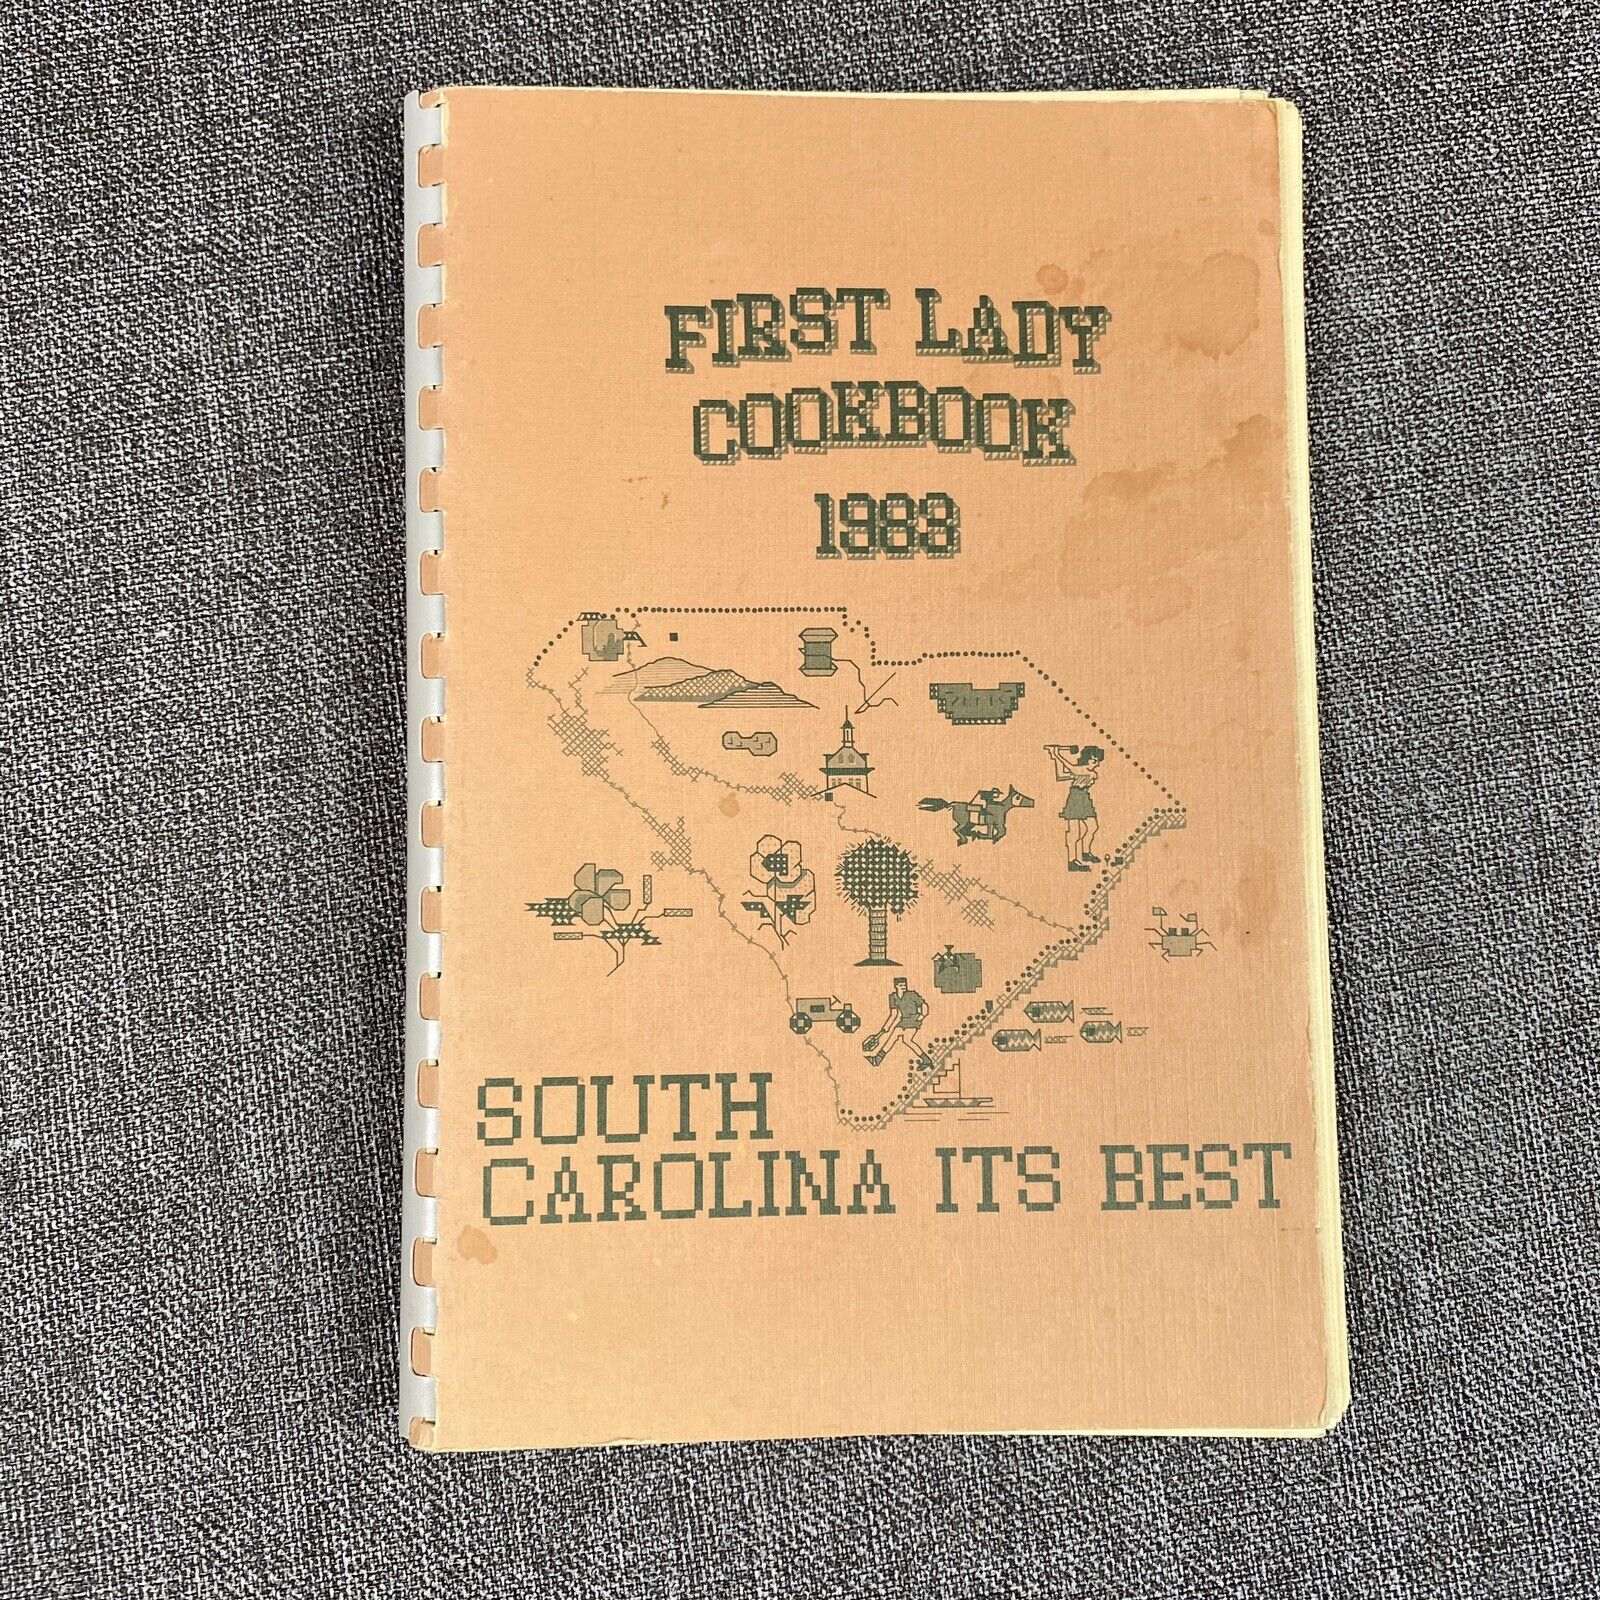 FIRST LADY
COOKBOOK
1983
SOUTH
CAROLINA ITS BEST